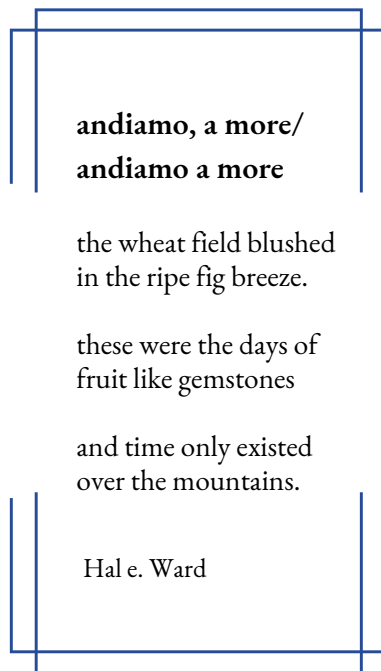 andiamo, a more/
andiamo a more
the wheat field blushed
in the ripe fig breeze.
these were the days of
fruit like gemstones
and time only existed
over the mountains.
Hal e. Ward